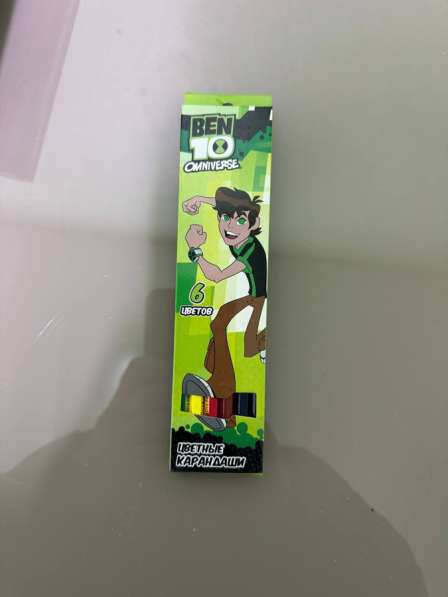 BEN
10
OMNIVERSE
6
ЦВЕТОВ
ЦВЕТНЫЕ
КАРАНДАШИ